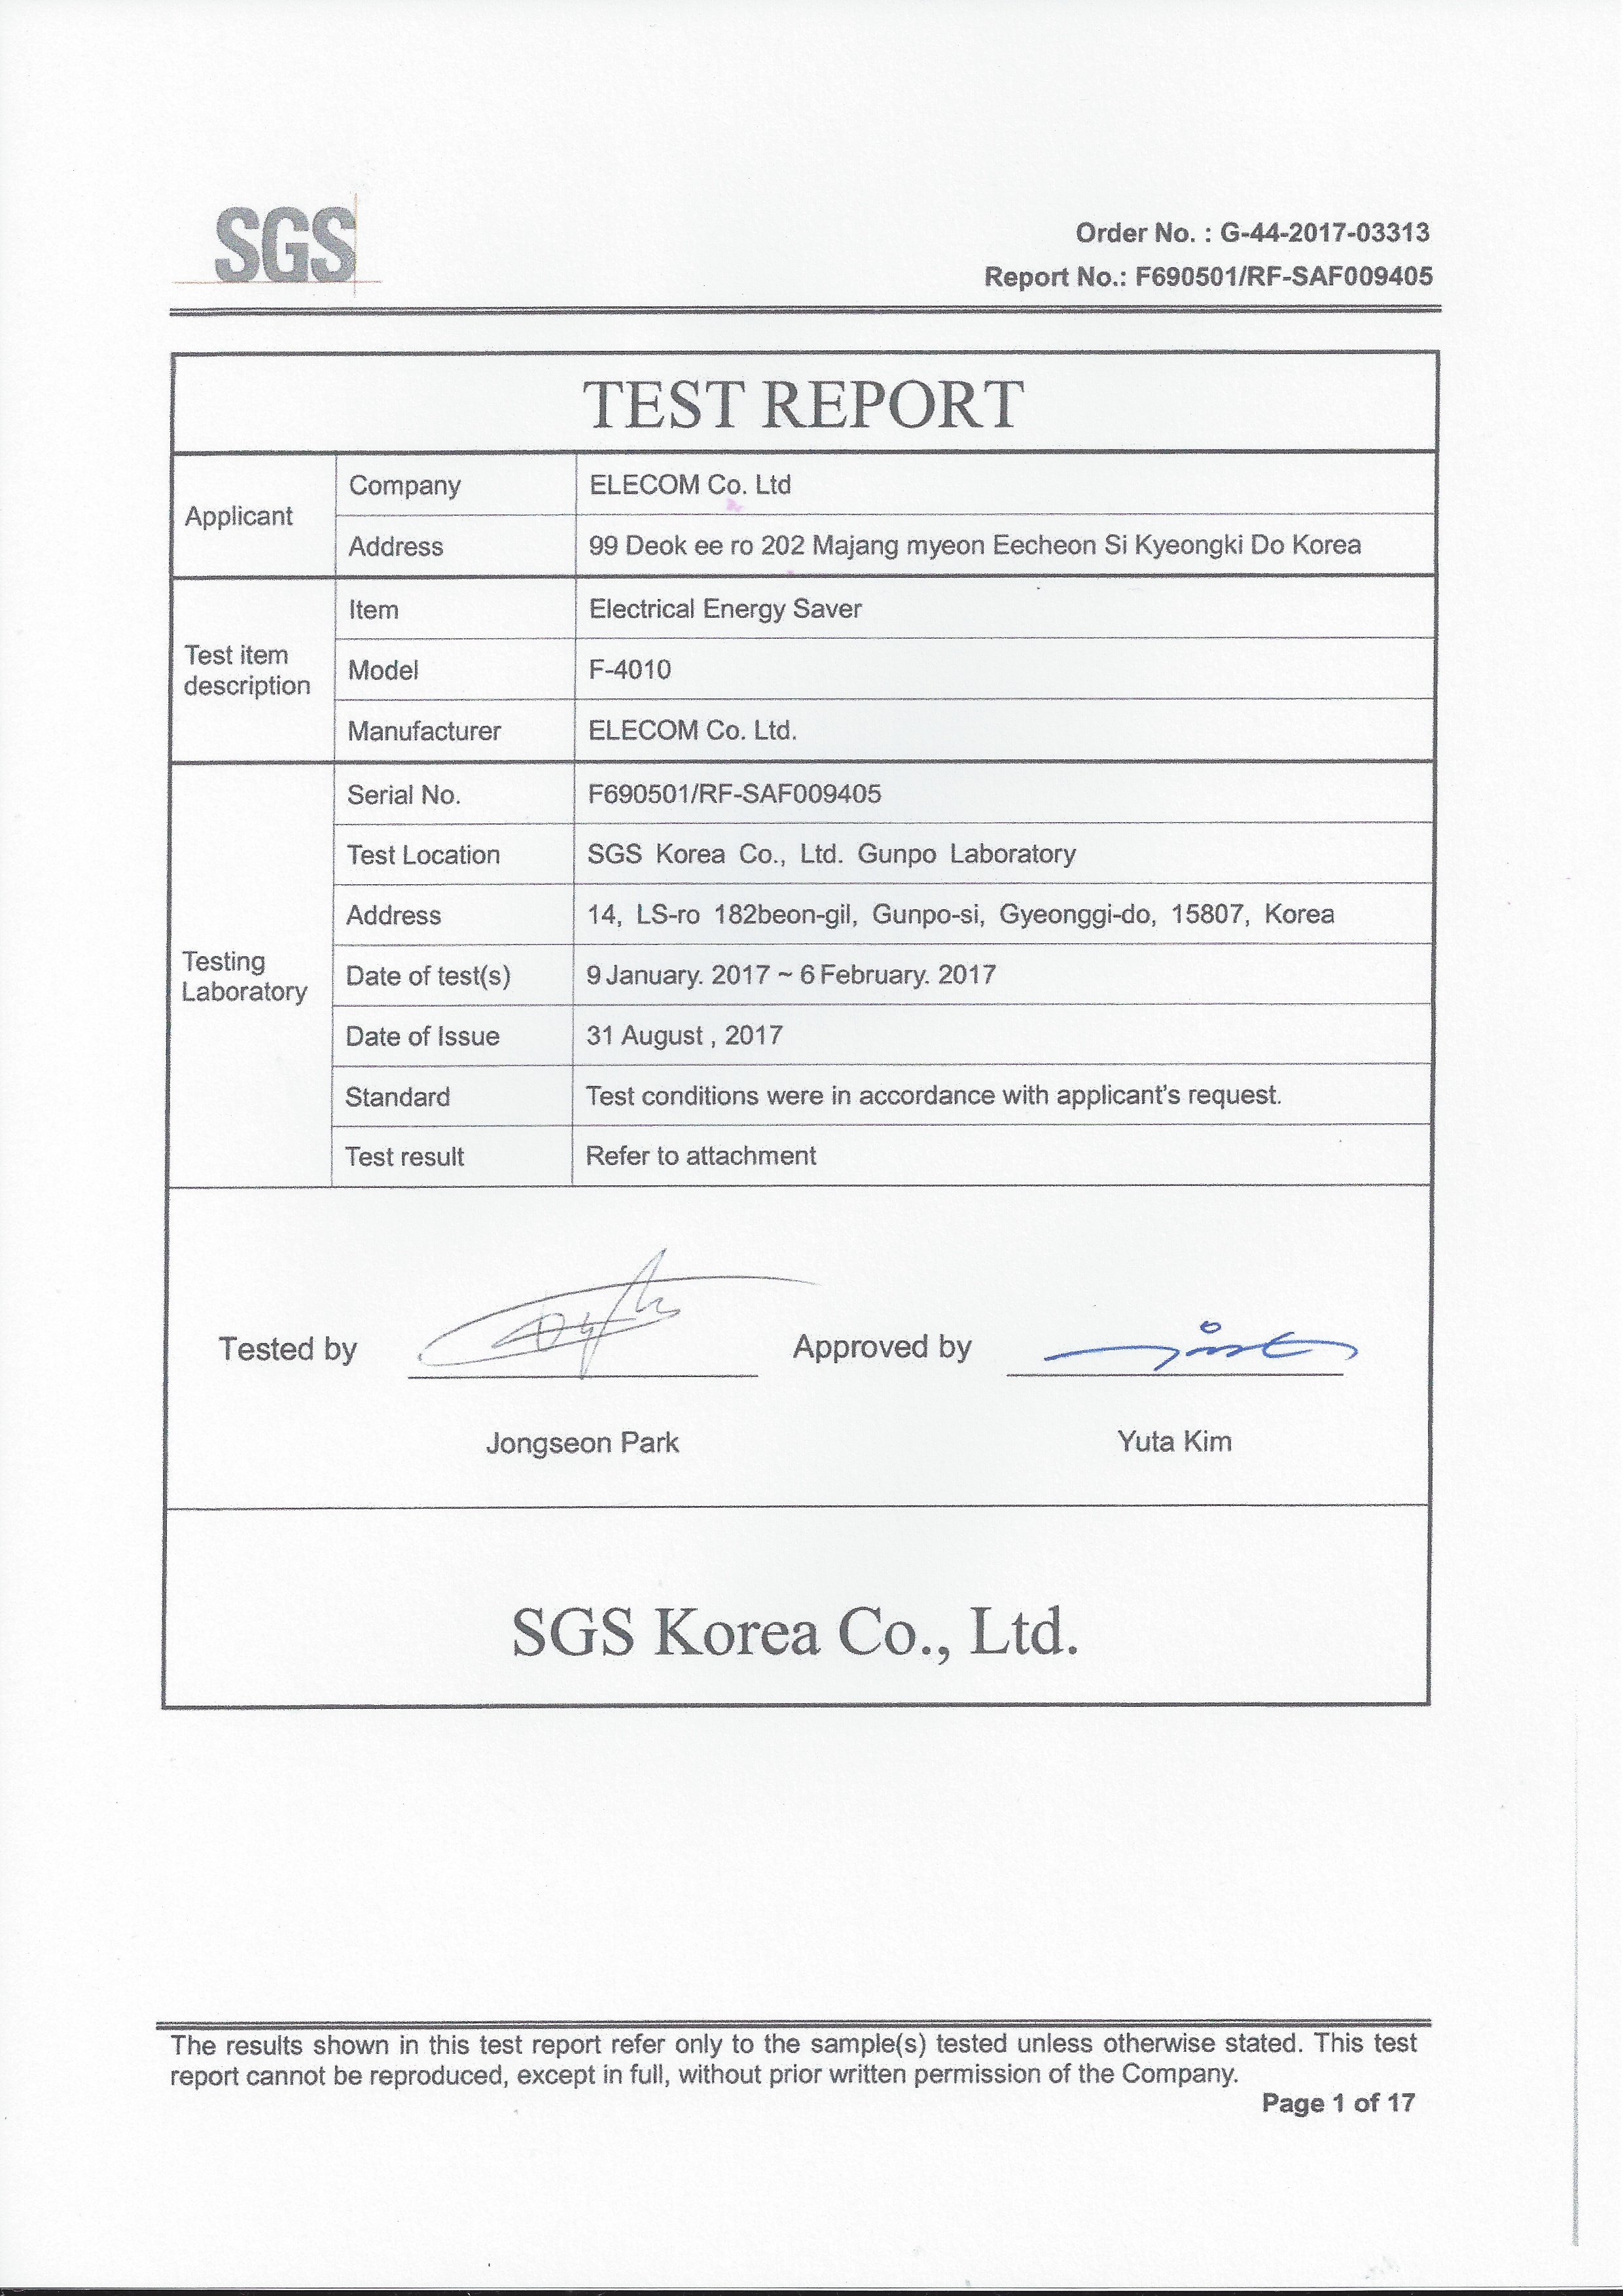 SGS
Order No. : G-44-2017-03313
Report No.: F690501/RF-SAF009405
TEST REPORT
Applicant
Company
ELECOM Co. Ltd
Address
99 Deok ee ro 202 Majang myeon Eecheon Si Kyeongki Do Korea
Test item
description
Item
Electrical Energy Saver
Model
F-4010
Manufacturer
ELECOM Co. Ltd.
Testing
Laboratory
Serial No.
F690501/RF-SAF009405
Test Location
SGS Korea Co., Ltd. Gunpo Laboratory
Address
14, LS-ro 182beon-gil, Gunpo-si, Gyeonggi-do, 15807, Korea
Date of test(s)
9 January. 2017 ~ 6 February. 2017
Date of Issue
31 August , 2017
Standard
Test conditions were in accordance with applicant's request.
Test result
Refer to attachment
Tested by
Approved by
Jongseon Park
Yuta Kim
SGS Korea Co., Ltd.
The results shown in this test report refer only to the sample(s) tested unless otherwise stated. This test
report cannot be reproduced, except in full, without prior written permission of the Company.
Page 1 of 17